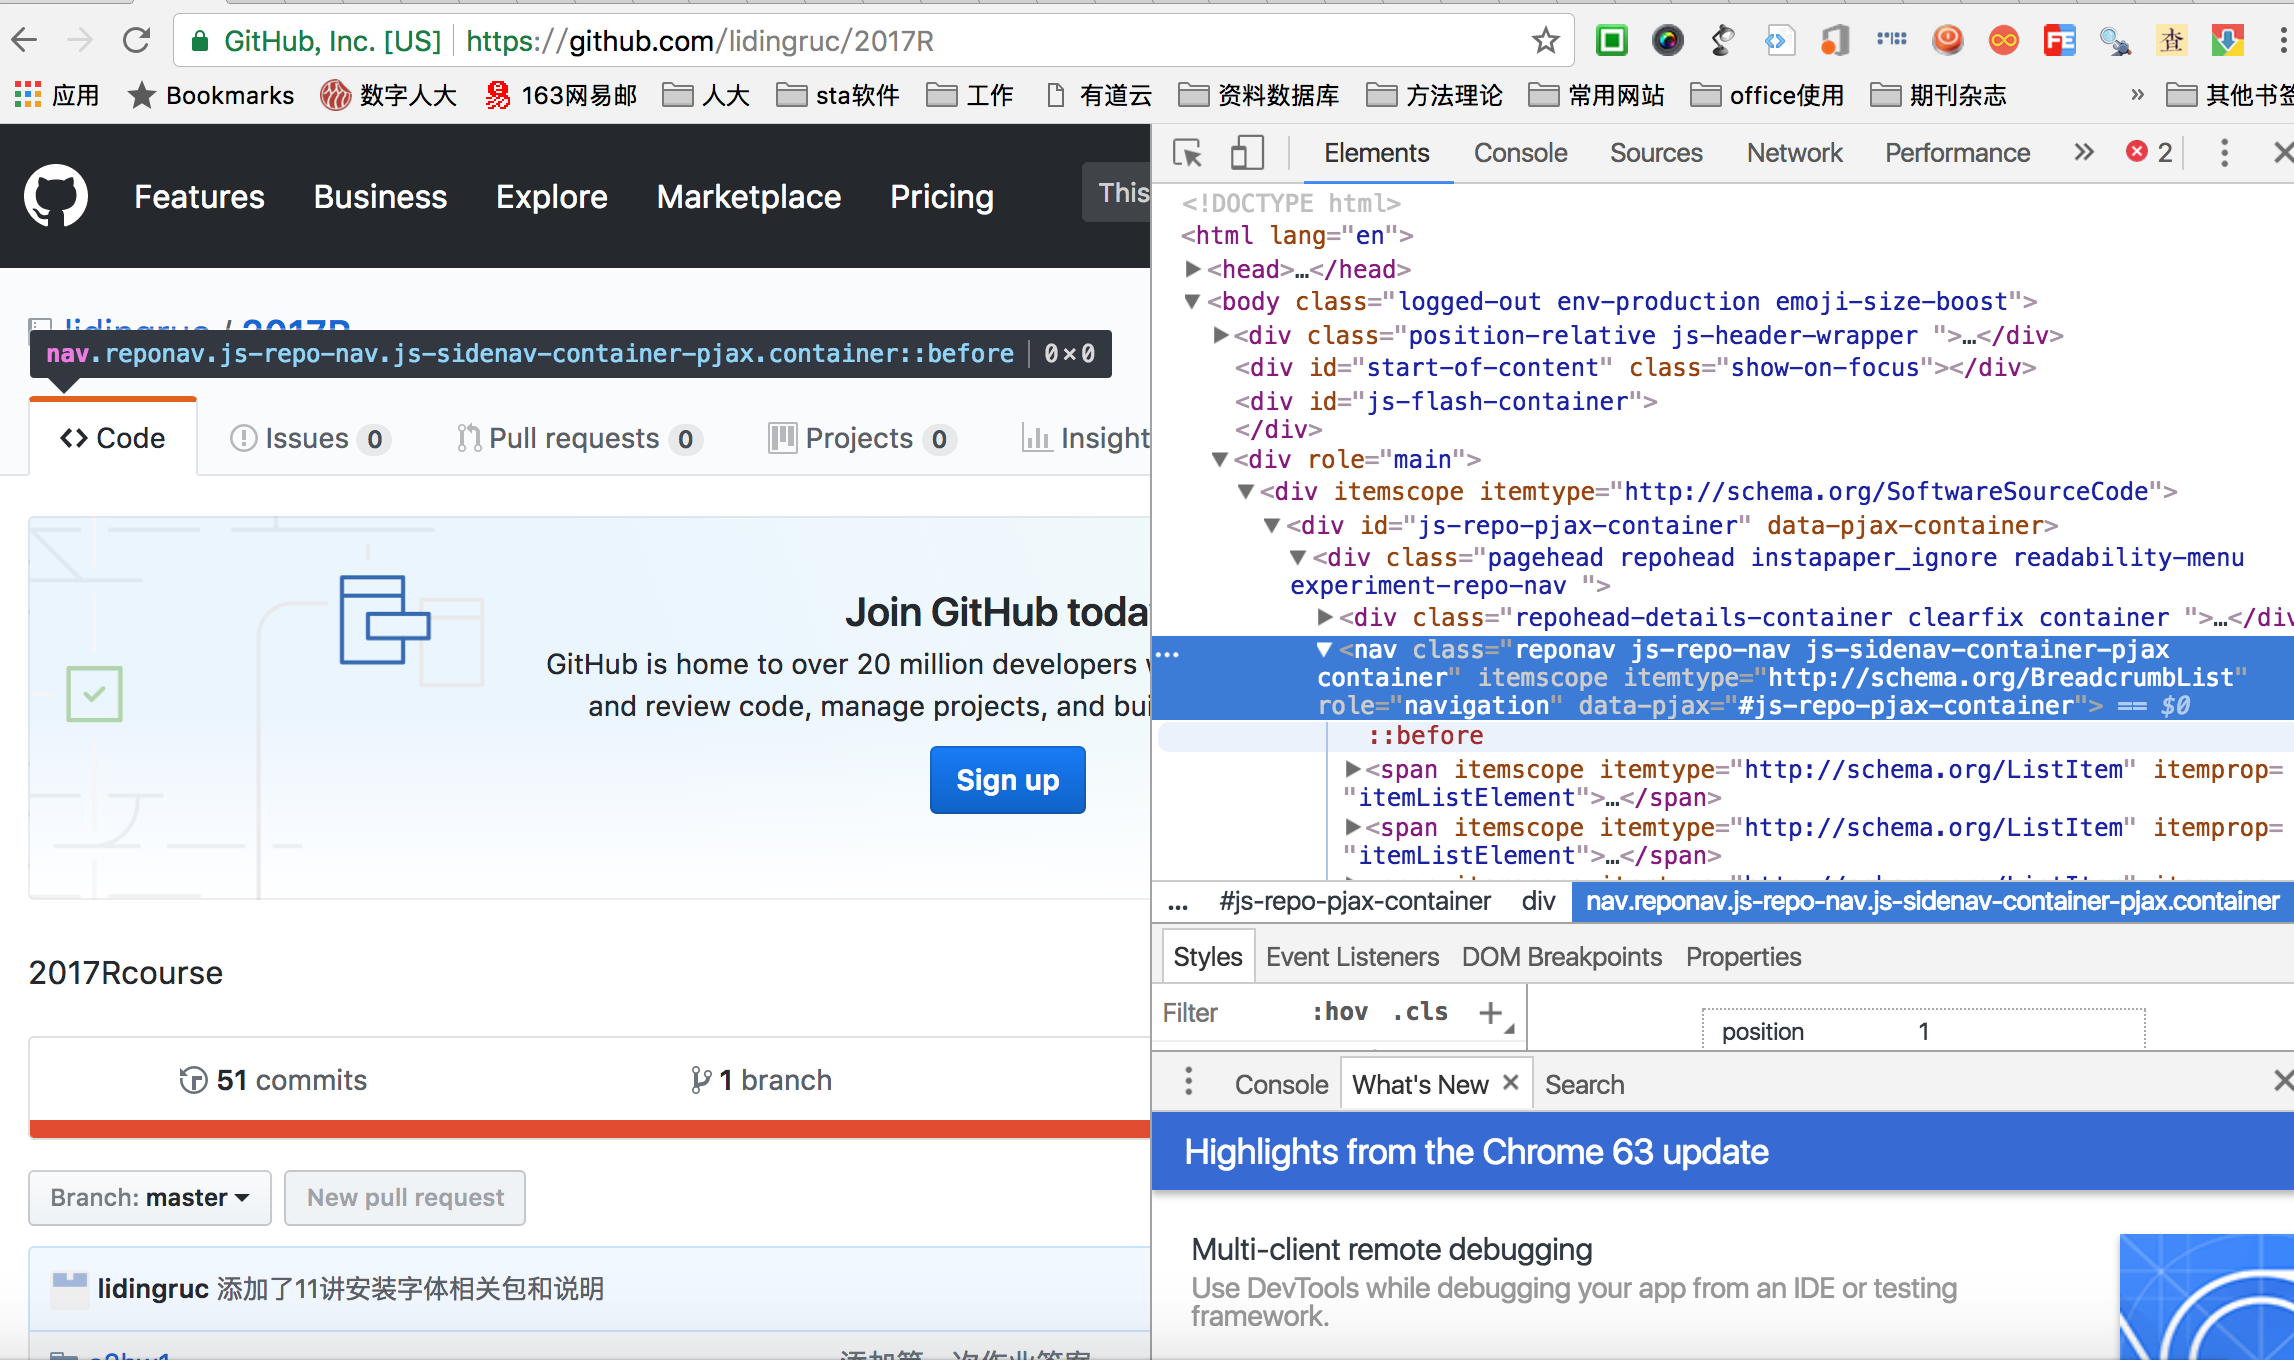 GitHub, Inc. [US] https://github.com/lidingruc/2017R
应用 Bookmarks 数字人大 163网易邮 人大 sta软件 工作 有道云 资料数据库 方法理论 常用网站 office使用 期刊杂志 » 其他书签
Features Business Explore Marketplace Pricing This
lidingruc / 2017R
nav.reponav.js-repo-nav.js-sidenav-container-pjax.container::before 0×0
Code Issues 0 Pull requests 0 Projects 0 Insight
Join GitHub toda
GitHub is home to over 20 million developers
and review code, manage projects, and bui
Sign up
2017Rcourse
51 commits 1 branch
Branch: master New pull request
lidingruc 添加了11讲安装字体相关包和说明
Elements Console Sources Network Performance » 2
<!DOCTYPE html>
<html lang="en">
<head>…</head>
<body class="logged-out env-production emoji-size-boost">
<div class="position-relative js-header-wrapper ">…</div>
<div id="start-of-content" class="show-on-focus"></div>
<div id="js-flash-container">
</div>
<div role="main">
<div itemscope itemtype="http://schema.org/SoftwareSourceCode">
<div id="js-repo-pjax-container" data-pjax-container>
<div class="pagehead repohead instapaper_ignore readability-menu
experiment-repo-nav ">
<div class="repohead-details-container clearfix container ">…</div
<nav class="reponav js-repo-nav js-sidenav-container-pjax
container" itemscope itemtype="http://schema.org/BreadcrumbList"
role="navigation" data-pjax="#js-repo-pjax-container"> == $0
::before
<span itemscope itemtype="http://schema.org/ListItem" itemprop=
"itemListElement">…</span>
<span itemscope itemtype="http://schema.org/ListItem" itemprop=
"itemListElement">…</span>
... #js-repo-pjax-container div nav.reponav.js-repo-nav.js-sidenav-container-pjax.container
Styles Event Listeners DOM Breakpoints Properties
Filter :hov .cls +
position 1
Console What's New × Search
Highlights from the Chrome 63 update
Multi-client remote debugging
Use DevTools while debugging your app from an IDE or testing
framework.